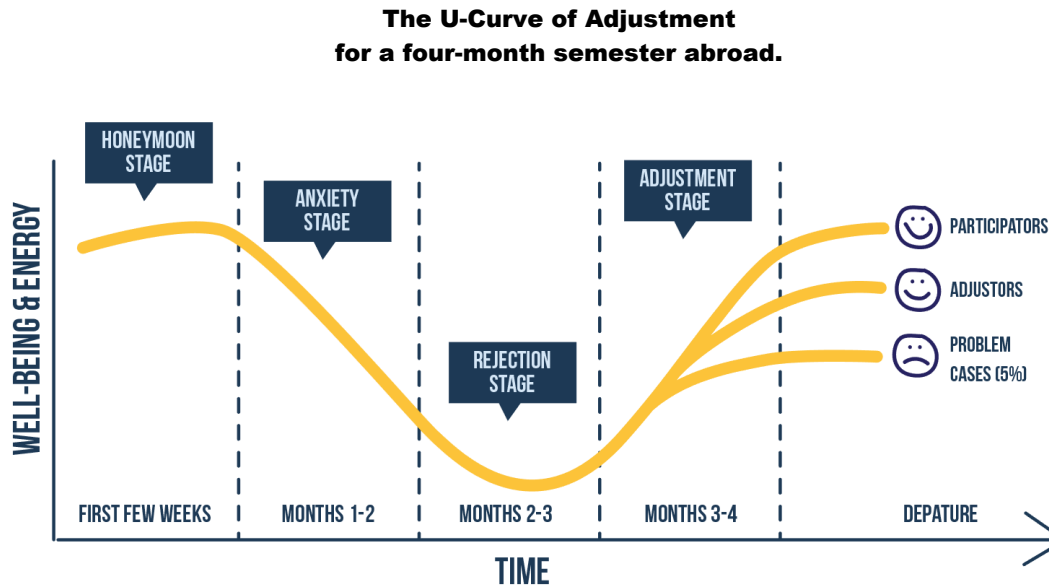 The U-Curve of Adjustment
for a four-month semester abroad.
HONEYMOON
STAGE
ANXIETY
STAGE
REJECTION
STAGE
ADJUSTMENT
STAGE
WELL-BEING & ENERGY
PARTICIPATORS
ADJUSTORS
PROBLEM
CASES (5%)
FIRST FEW WEEKS
MONTHS 1-2
MONTHS 2-3
MONTHS 3-4
DEPATURE
TIME